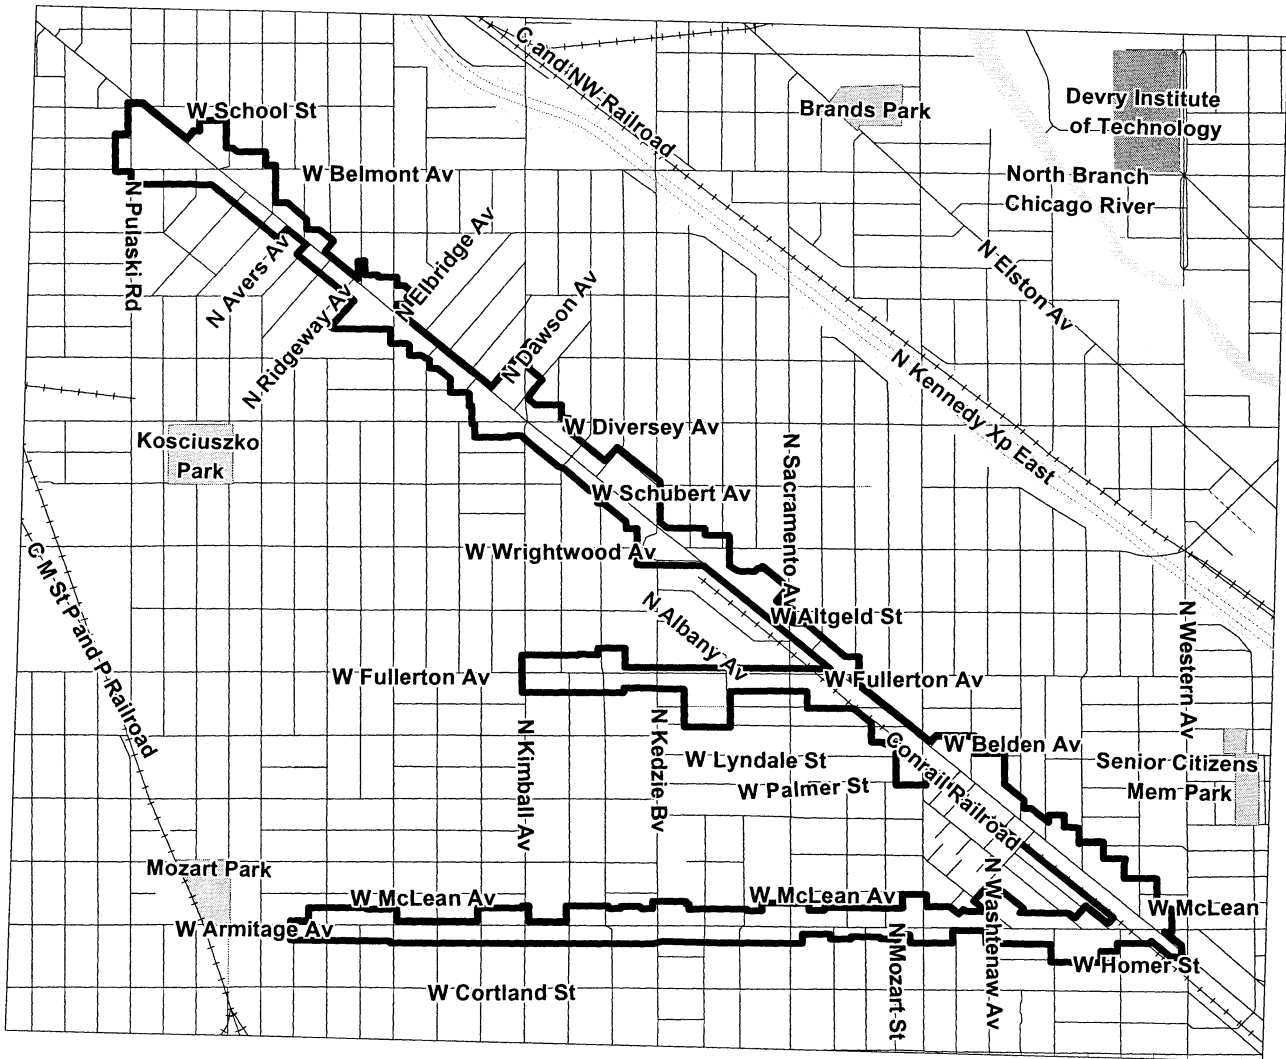 C and NW Railroad
W School St
Brands Park
Devry Institute
of Technology
W Belmont Av
North Branch
Chicago River
N Pulaski Rd
N Avers Av
N Elbridge Av
N Elston Av
N Ridgeway Av
N Dawson Av
N Kennedy Xp East
W Diversey Av
Kosciuszko
Park
N Sacramento Av
W Schubert Av
W Wrightwood Av
C M St P and P Railroad
N Albany Av
W Altgeld St
N Western Av
W Fullerton Av
W Fullerton Av
N Kimball Av
N Kedzie Bv
W Lyndale St
W Palmer St
Conrail Railroad
W Belden Av
Senior Citizens
Mem Park
Mozart Park
W McLean Av
W McLean Av
N Washtenaw Av
W McLean
W Armitage Av
N Mozart St
W Homer St
W Cortland St